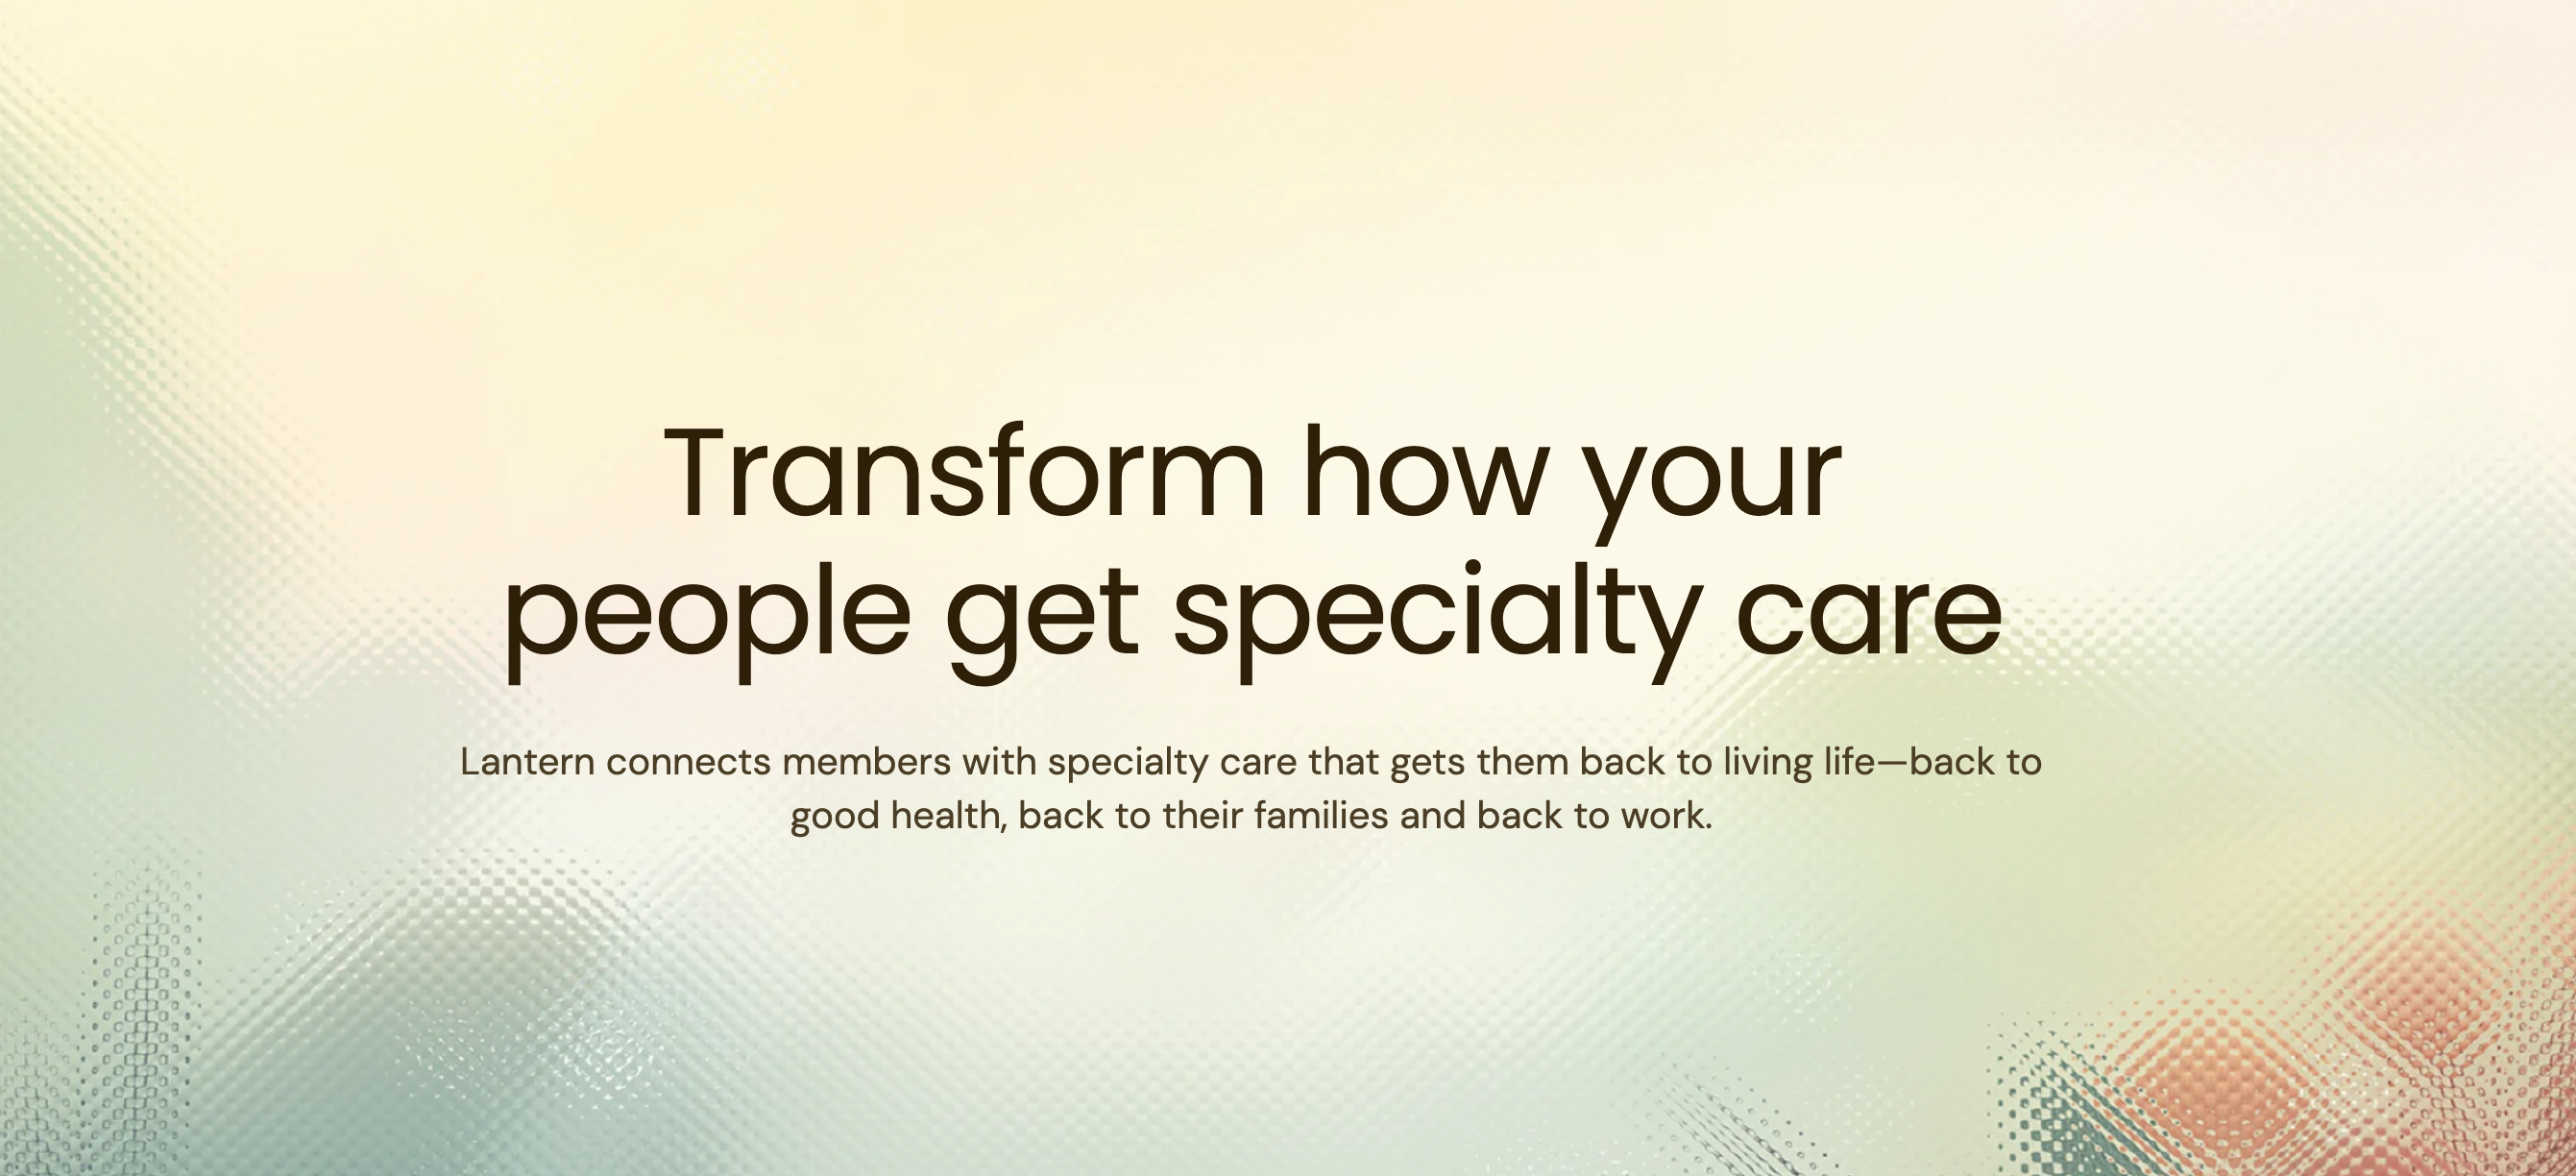 Transform how your
people get specialty care
Lantern connects members with specialty care that gets them back to living life—back to
good health, back to their families and back to work.